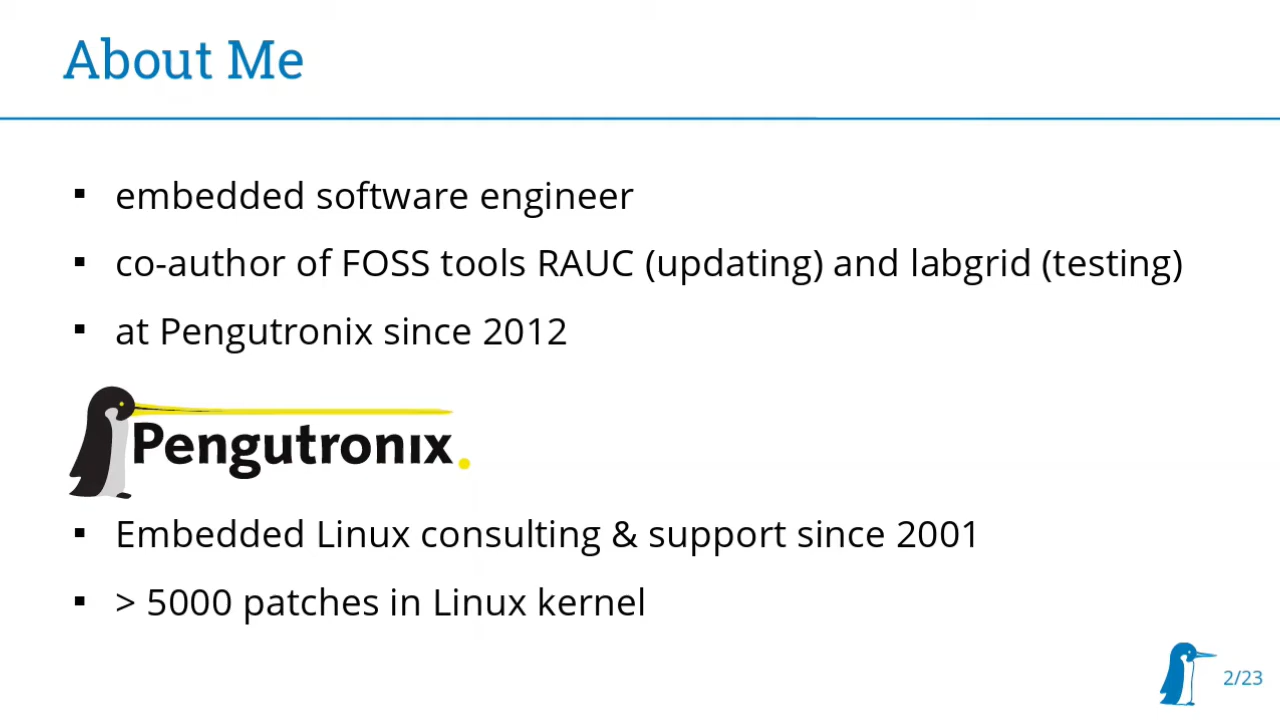 About Me
▪ embedded software engineer
▪ co-author of FOSS tools RAUC (updating) and labgrid (testing)
▪ at Pengutronix since 2012
Pengutronix.
▪ Embedded Linux consulting & support since 2001
▪ > 5000 patches in Linux kernel
2/23